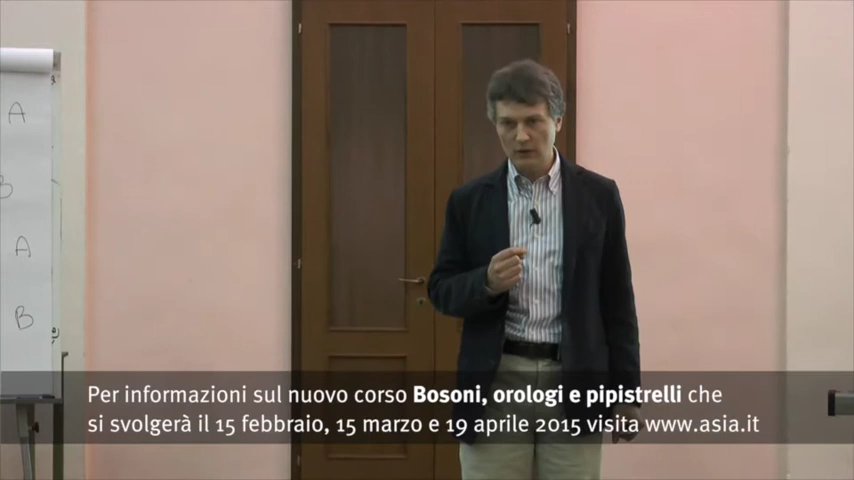 A
B
A
B
Per informazioni sul nuovo corso Bosoni, orologi e pipistrelli che
si svolgerà il 15 febbraio, 15 marzo e 19 aprile 2015 visita www.asia.it